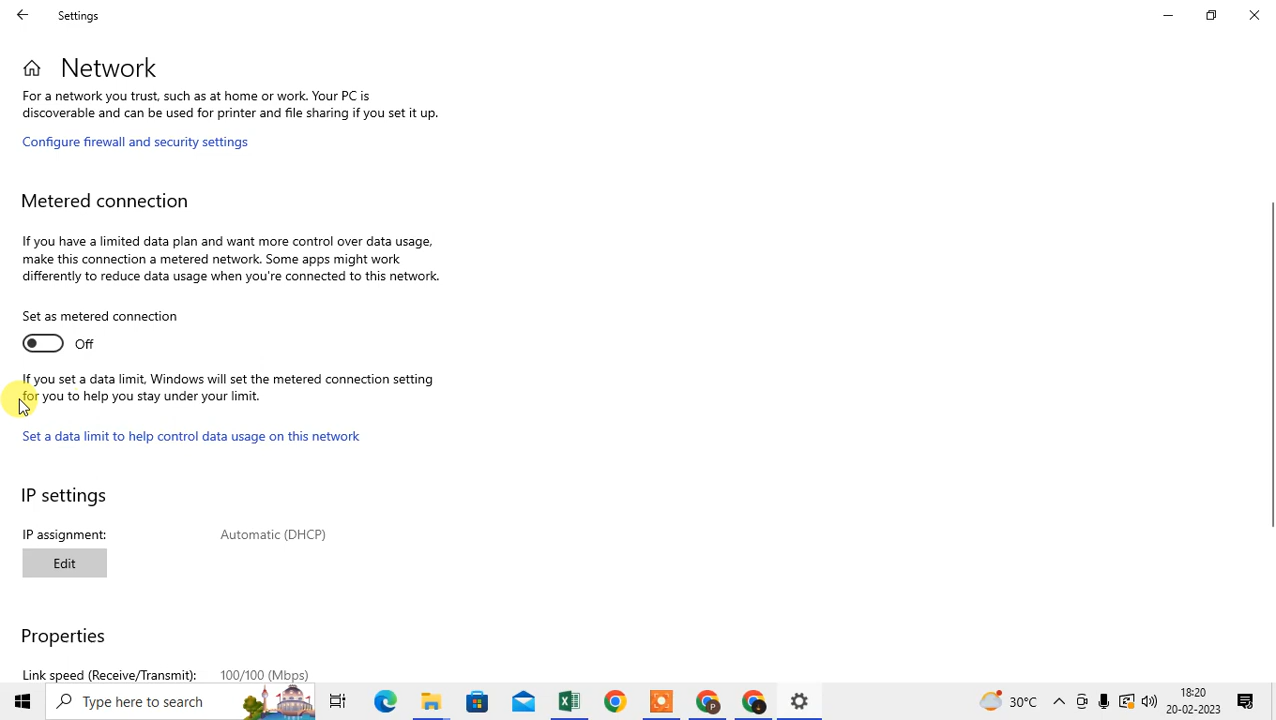 Settings
Network
For a network you trust, such as at home or work. Your PC is
discoverable and can be used for printer and file sharing if you set it up.
Configure firewall and security settings
Metered connection
If you have a limited data plan and want more control over data usage,
make this connection a metered network. Some apps might work
differently to reduce data usage when you're connected to this network.
Set as metered connection
Off
If you set a data limit, Windows will set the metered connection setting
for you to help you stay under your limit.
Set a data limit to help control data usage on this network
IP settings
IP assignment: Automatic (DHCP)
Edit
Properties
Link speed (Receive/Transmit): 100/100 (Mbps)
Type here to search
30°C
18:20
20-02-2023